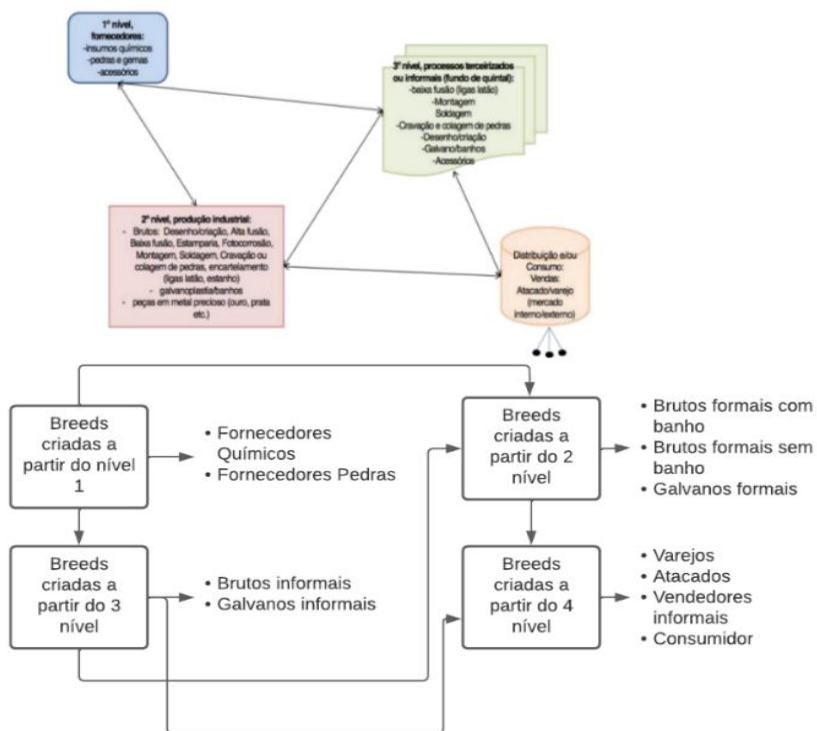 1º nível,
fornecedores:
-insumos químicos
-pedras e gemas
-acessórios
3º nível, processos terceirizados
ou informais (fundo de quintal):
-baixa fusão (ligas latão)
-Montagem
Soldagem
-Cravação e colagem de pedras
-Desenho/criação
-Galvano/banhos
-Acessórios
2º nível, produção industrial:
- Brutos: Desenho/criação, Alta fusão,
Baixa fusão, Estamparia, Fotocorrosão,
Montagem, Soldagem, Cravação ou
colagem de pedras, encartelamento
(ligas latão, estanho)
- galvanoplastia/banhos
- peças em metal precioso (ouro, prata
etc.)
Distribuição e/ou
Consumo:
Vendas:
Atacado/varejo
(mercado
interno/externo)
Breeds
criadas a
partir do nível
1
• Fornecedores
Químicos
• Fornecedores Pedras
Breeds
criadas a
partir do 2
nível
• Brutos formais com
banho
• Brutos formais sem
banho
• Galvanos formais
Breeds
criadas a
partir do 3
nível
• Brutos informais
• Galvanos informais
Breeds
criadas a
partir do 4
nível
• Varejos
• Atacados
• Vendedores
informais
• Consumidor